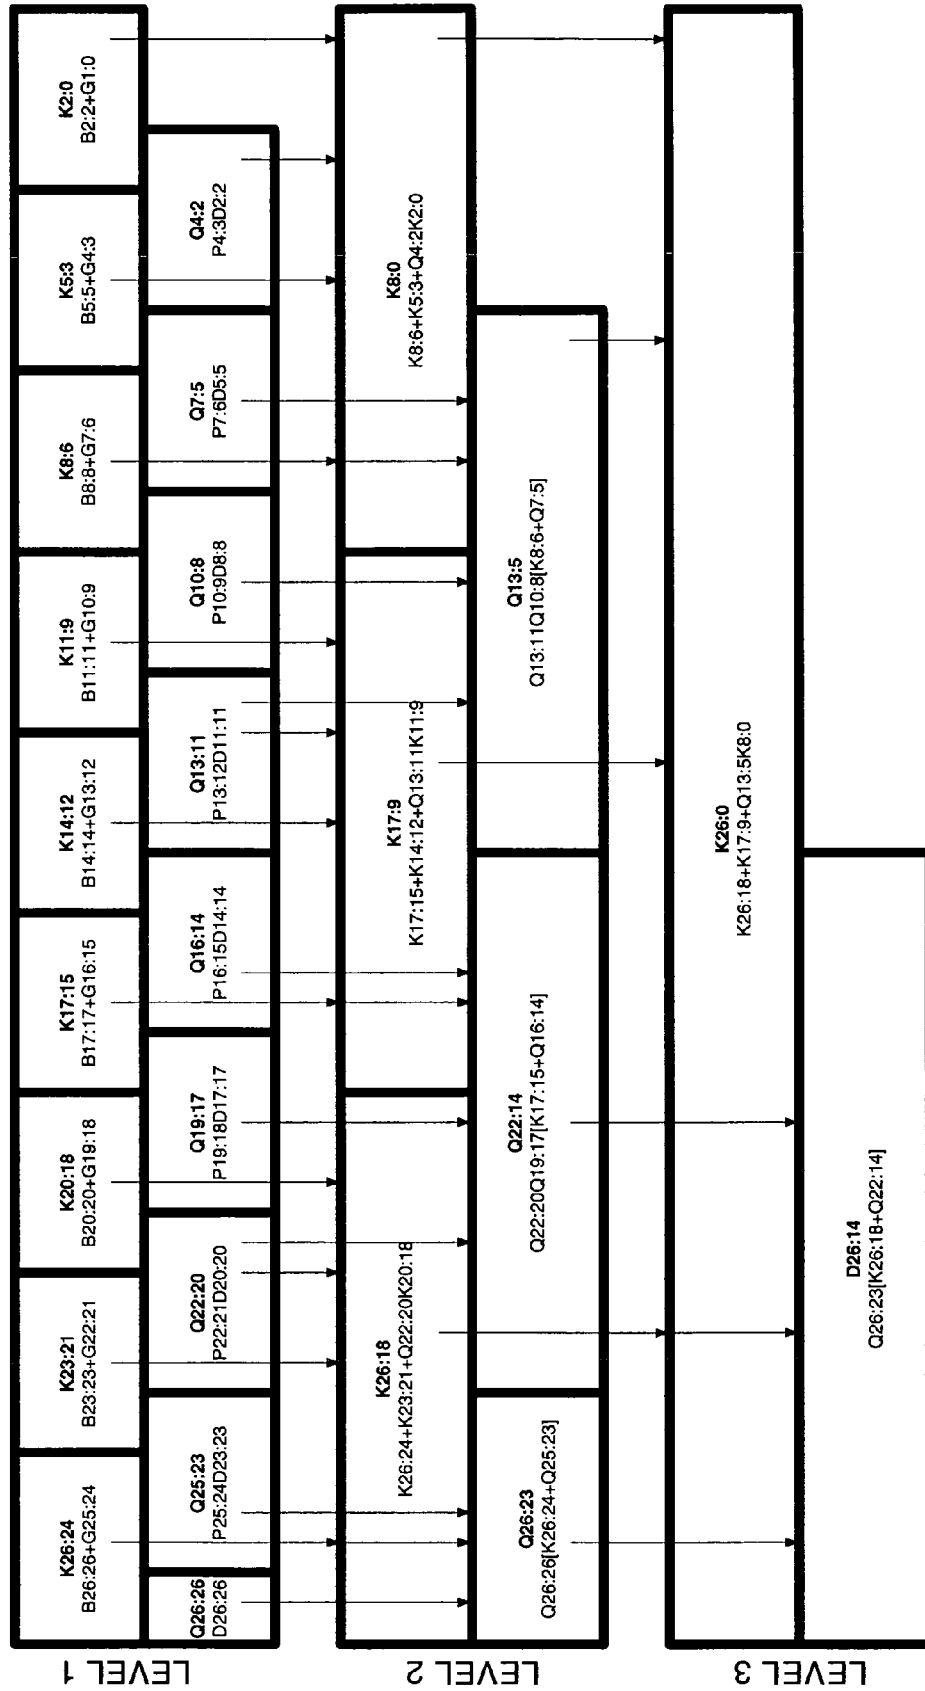 LEVEL 1
K26:24
B26:26+G25:24
K23:21
B23:23+G22:21
K20:18
B20:20+G19:18
K17:15
B17:17+G16:15
K14:12
B14:14+G13:12
K11:9
B11:11+G10:9
K8:6
B8:8+G7:6
K5:3
B5:5+G4:3
K2:0
B2:2+G1:0
Q26:26
D26:26
Q25:23
P25:24D23:23
Q22:20
P22:21D20:20
Q19:17
P19:18D17:17
Q16:14
P16:15D14:14
Q13:11
P13:12D11:11
Q10:8
P10:9D8:8
Q7:5
P7:6D5:5
Q4:2
P4:3D2:2
LEVEL 2
K26:18
K26:24+K23:21+Q22:20K20:18
K17:9
K17:15+K14:12+Q13:11K11:9
K8:0
K8:6+K5:3+Q4:2K2:0
Q26:23
Q26:26[K26:24+Q25:23]
Q22:14
Q22:20Q19:17[K17:15+Q16:14]
Q13:5
Q13:11Q10:8[K8:6+Q7:5]
LEVEL 3
K26:0
K26:18+K17:9+Q13:5K8:0
D26:14
Q26:23[K26:18+Q22:14]